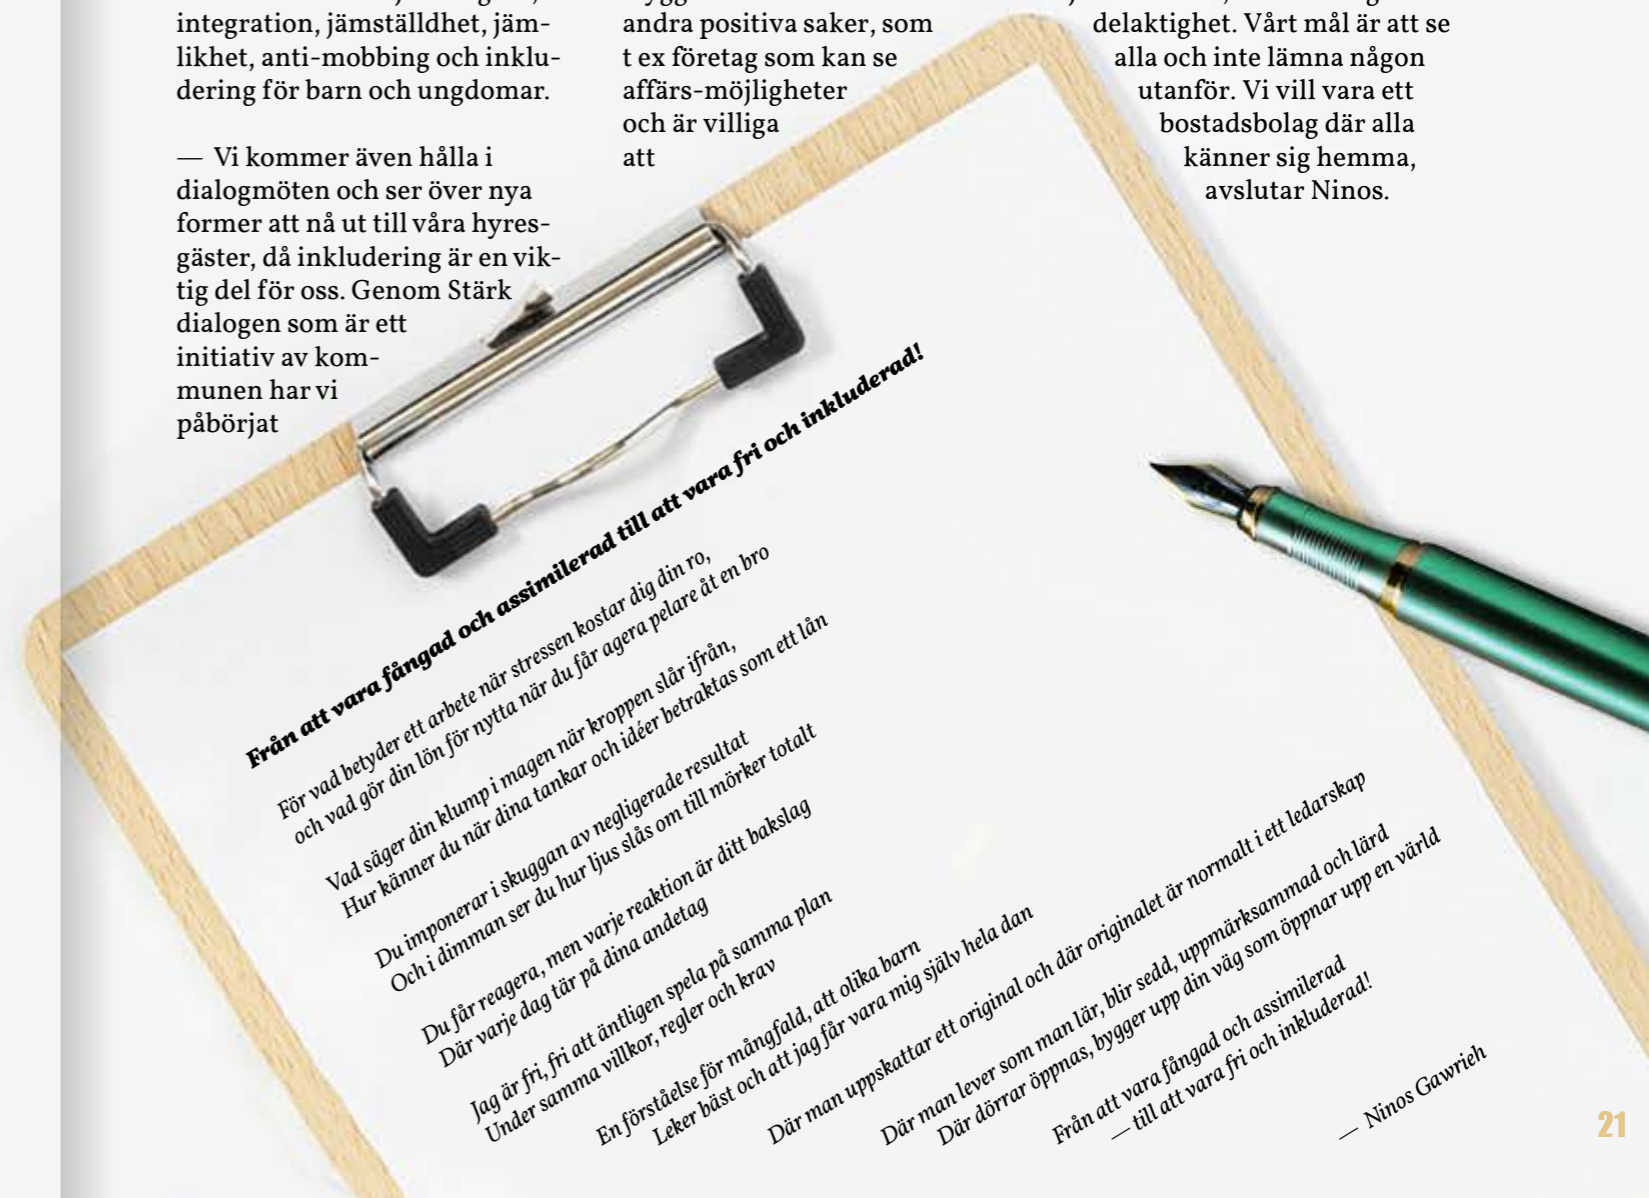 integration, jämställdhet, jäm-
likhet, anti-mobbing och inklu-
dering för barn och ungdomar.
— Vi kommer även hålla i
dialogmöten och ser över nya
former att nå ut till våra hyres-
gäster, då inkludering är en vik-
tig del för oss. Genom Stärk
dialogen som är ett
initiativ av kom-
munen har vi
påbörjat
andra positiva saker, som
t ex företag som kan se
affärs-möjligheter
och är villiga
att
delaktighet. Vårt mål är att se
alla och inte lämna någon
utanför. Vi vill vara ett
bostadsbolag där alla
känner sig hemma,
avslutar Ninos.
Från att vara fångad och assimilerad till att vara fri och inkluderad!
För vad betyder ett arbete när stressen kostar dig din ro,
och vad gör din lön för nytta när du får agera pelare åt en bro
Vad säger din klump i magen när kroppen slår ifrån,
Hur känner du när dina tankar och idéer betraktas som ett lån
Du imponerar i skuggan av negligerade resultat
Och i dimman ser du hur ljus slås om till mörker totalt
Du får reagera, men varje reaktion är ditt bakslag
Där varje dag tär på dina andetag
Jag är fri, fri att äntligen spela på samma plan
Under samma villkor, regler och krav
En förståelse för mångfald, att olika barn
Leker bäst och att jag får vara mig själv hela dan
Där man uppskattar ett original och där originalet är normalt i ett ledarskap
Där man lever som man lär, blir sedd, uppmärksammad och lärd
Där dörrar öppnas, bygger upp din väg som öppnar upp en värld
Från att vara fångad och assimilerad
— till att vara fri och inkluderad!
— Ninos Gawrieh
21